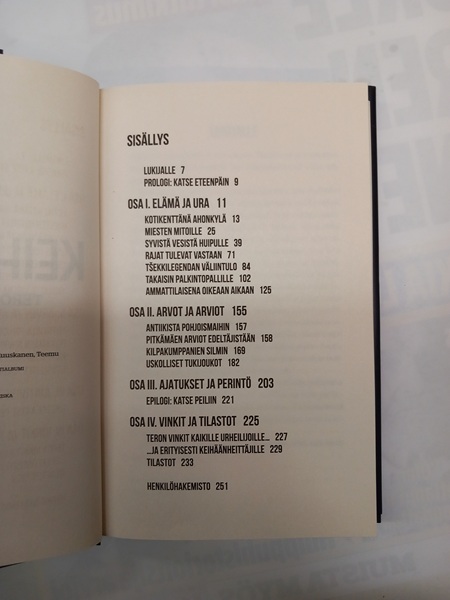 SISÄLLYS
LUKIJALLE 7
PROLOGI: KATSE ETEENPÄIN 9
OSA I. ELÄMÄ JA URA 11
KOTIKENTTÄNÄ AHONKYLÄ 13
MIESTEN MITOILLE 25
SYVISTÄ VESISTÄ HUIPULLE 39
RAJAT TULEVAT VASTAAN 71
TŠEKKILEGENDAN VÄLIINTULO 84
TAKAISIN PALKINTOPALLILLE 102
AMMATTILAISENA OIKEAAN AIKAAN 125
OSA II. ARVOT JA ARVIOT 155
ANTIIKISTA POHJOISMAIHIN 157
PITKÄMÄEN ARVIOT EDELTÄJISTÄÄN 158
KILPAKUMPPANIEN SILMIN 169
USKOLLISET TUKIJOUKOT 182
OSA III. AJATUKSET JA PERINTÖ 203
EPILOGI: KATSE PEILIIN 221
OSA IV. VINKIT JA TILASTOT 225
TERON VINKIT KAIKILLE URHEILIJOILLE... 227
...JA ERITYISESTI KEIHÄÄNHEITTÄJILLE 229
TILASTOT 233
HENKILÖHAKEMISTO 251
Teemu